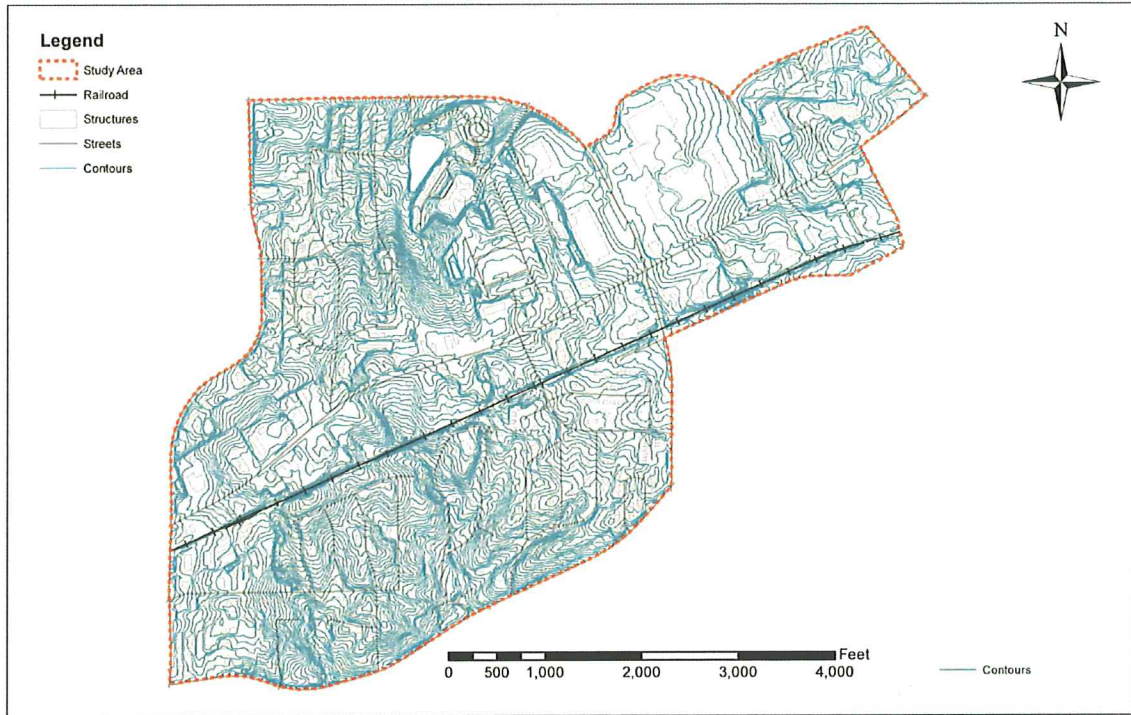 Legend
Study Area
Railroad
Structures
Streets
Contours
N
Feet
0 500 1,000 2,000 3,000 4,000
Contours